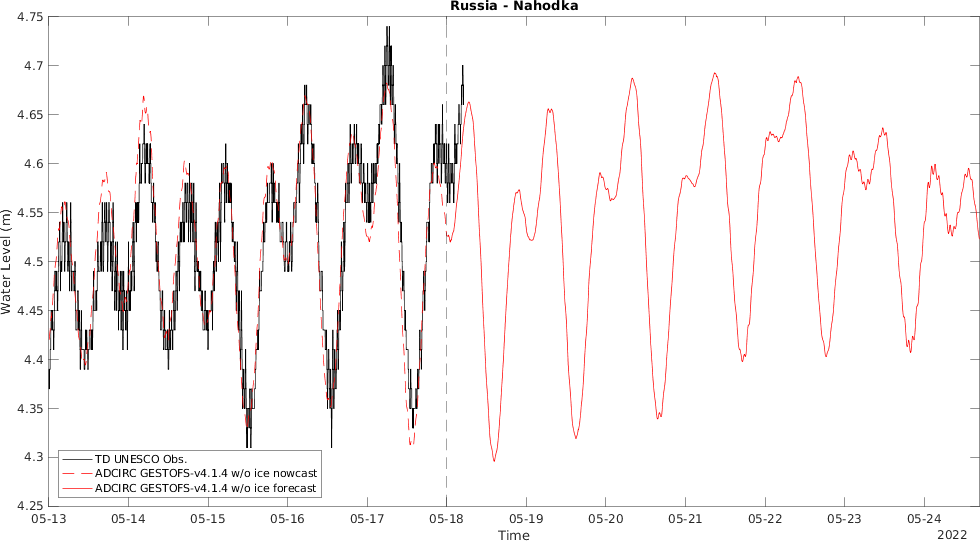 Russia - Nahodka
Water Level (m)
4.75
4.7
4.65
4.6
4.55
4.5
4.45
4.4
4.35
4.3
4.25
TD UNESCO Obs.
ADCIRC GESTOFS-v4.1.4 w/o ice nowcast
ADCIRC GESTOFS-v4.1.4 w/o ice forecast
05-13 05-14 05-15 05-16 05-17 05-18 05-19 05-20 05-21 05-22 05-23 05-24
Time
2022